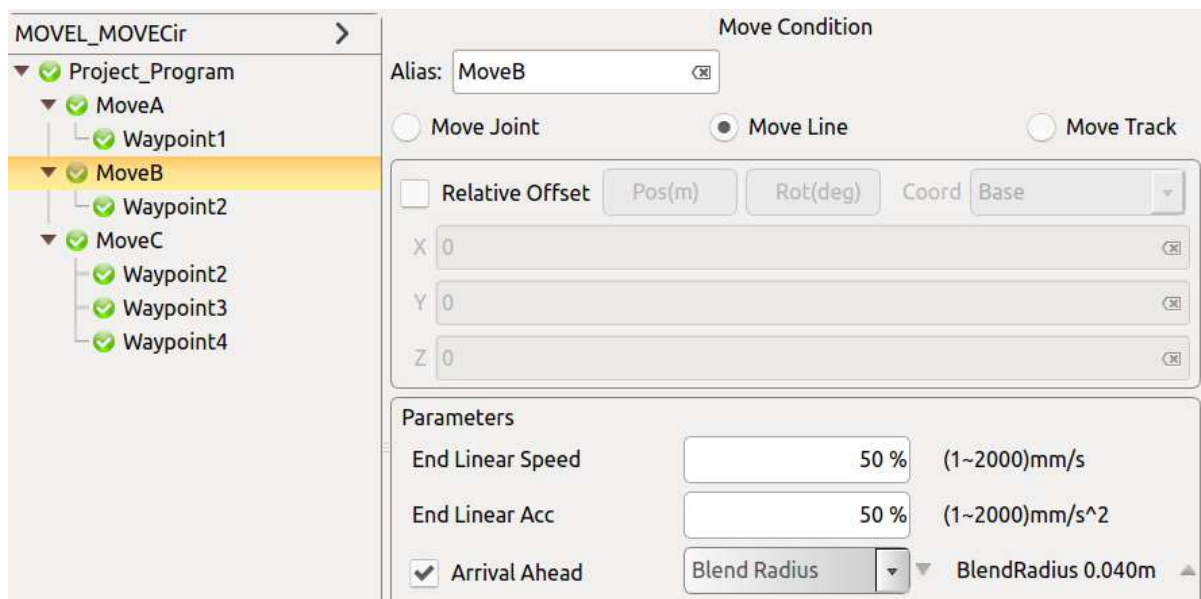 MOVEL_MOVECir
Project_Program
MoveA
Waypoint1
MoveB
Waypoint2
MoveC
Waypoint2
Waypoint3
Waypoint4
Move Condition
Alias: MoveB
Move Joint Move Line Move Track
Relative Offset Pos(m) Rot(deg) Coord Base
X 0
Y 0
Z 0
Parameters
End Linear Speed 50 % (1~2000)mm/s
End Linear Acc 50 % (1~2000)mm/s^2
Arrival Ahead Blend Radius BlendRadius 0.040m